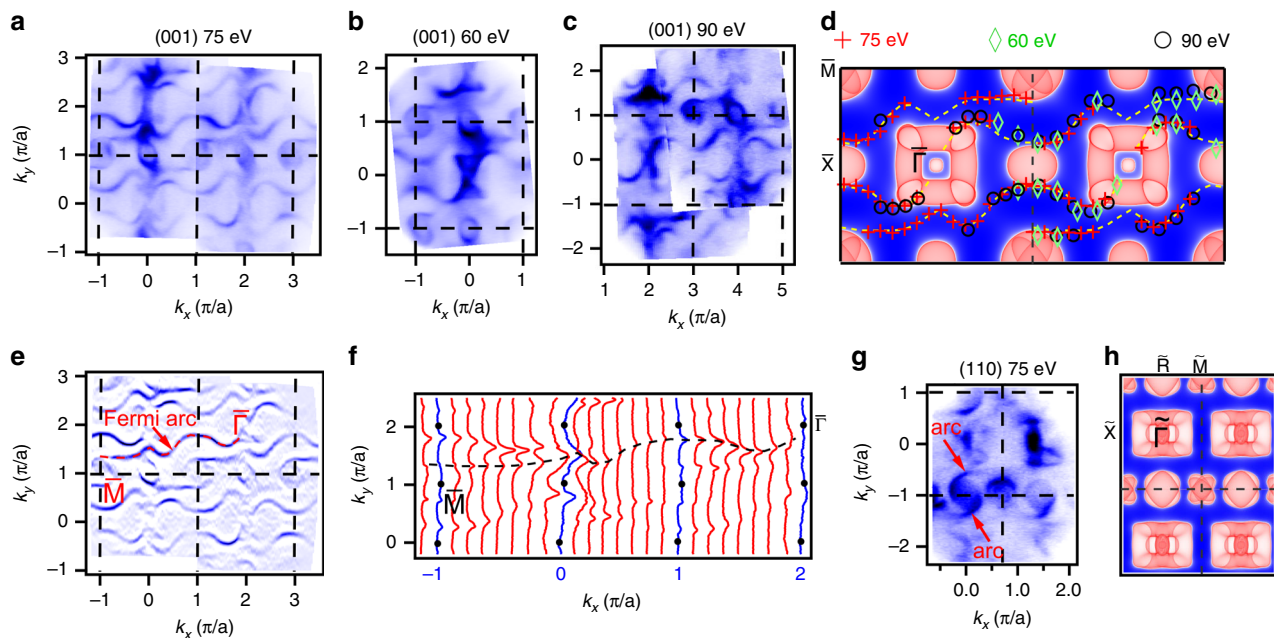 a
(001) 75 eV
3
2
1
0
−1
k_y (π/a)
−1 0 1 2 3
k_x (π/a)
b
(001) 60 eV
2
1
0
−1
−1 0 1
k_x (π/a)
c
(001) 90 eV
2
1
0
−1
−2
k_y (π/a)
1 2 3 4 5
k_x (π/a)
d
+ 75 eV ◊ 60 eV ○ 90 eV
M̅
X̅
Γ̅
e
3
2
1
0
−1
k_y (π/a)
Fermi arc
Γ̅
M̅
−1 0 1 2 3
k_x (π/a)
f
2
1
0
k_y (π/a)
Γ̅
M̅
−1 0 1 2
k_x (π/a)
g
(110) 75 eV
1
0
−1
−2
k_y (π/a)
arc
arc
0.0 1.0 2.0
k_x (π/a)
h
R̃ M̃
X̃
Γ̃